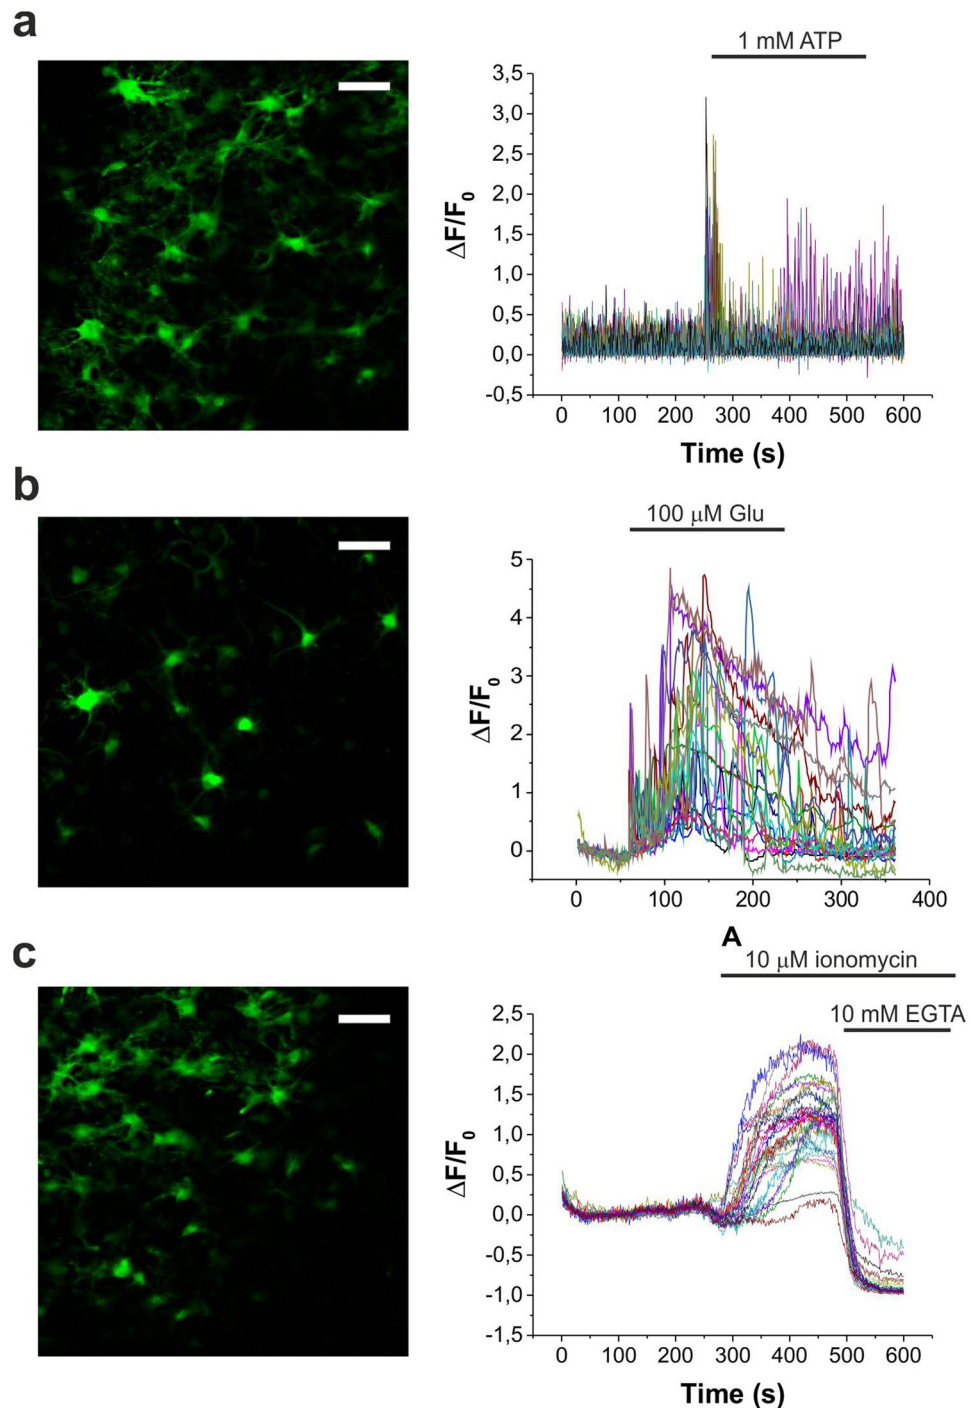 a
1 mM ATP
3,5
3,0
2,5
2,0
1,5
1,0
0,5
0,0
-0,5
ΔF/F0
0 100 200 300 400 500 600
Time (s)
b
100 μM Glu
5
4
3
2
1
0
ΔF/F0
0 100 200 300 400
A
c
10 μM ionomycin
10 mM EGTA
2,5
2,0
1,5
1,0
0,5
0,0
-0,5
-1,0
-1,5
ΔF/F0
0 100 200 300 400 500 600
Time (s)